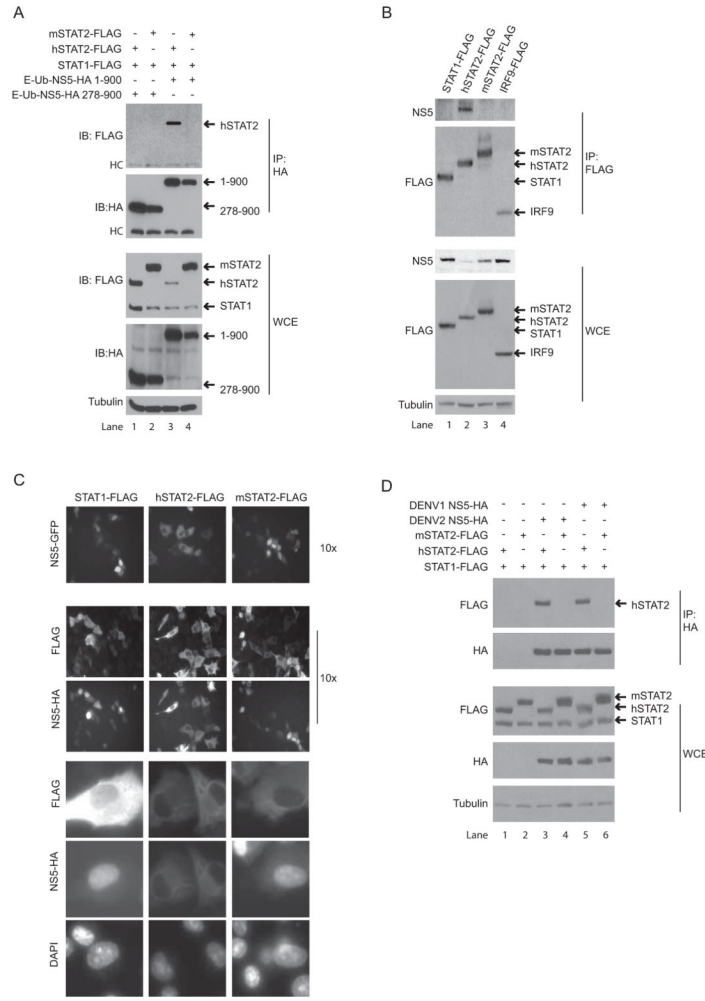 A
mSTAT2-FLAG - + - +
hSTAT2-FLAG + - + -
STAT1-FLAG + + + +
E-Ub-NS5-HA 1-900 - - + +
E-Ub-NS5-HA 278-900 + + - -
IB: FLAG
hSTAT2
HC
IP:
HA
IB:HA
1-900
278-900
HC
IB: FLAG
mSTAT2
hSTAT2
STAT1
WCE
IB:HA
1-900
278-900
Tubulin
Lane 1 2 3 4
B
STAT1-FLAG
hSTAT2-FLAG
mSTAT2-FLAG
IRF9-FLAG
NS5
FLAG
mSTAT2
hSTAT2
STAT1
IRF9
IP:
FLAG
NS5
FLAG
mSTAT2
hSTAT2
STAT1
IRF9
WCE
Tubulin
Lane 1 2 3 4
C
STAT1-FLAG hSTAT2-FLAG mSTAT2-FLAG
NS5-GFP
10x
FLAG
10x
NS5-HA
FLAG
NS5-HA
DAPI
D
DENV1 NS5-HA - - - - + +
DENV2 NS5-HA - - + + - -
mSTAT2-FLAG - + - + - +
hSTAT2-FLAG + - + - + -
STAT1-FLAG + + + + + +
FLAG
hSTAT2
IP:
HA
HA
FLAG
mSTAT2
hSTAT2
STAT1
WCE
HA
Tubulin
Lane 1 2 3 4 5 6